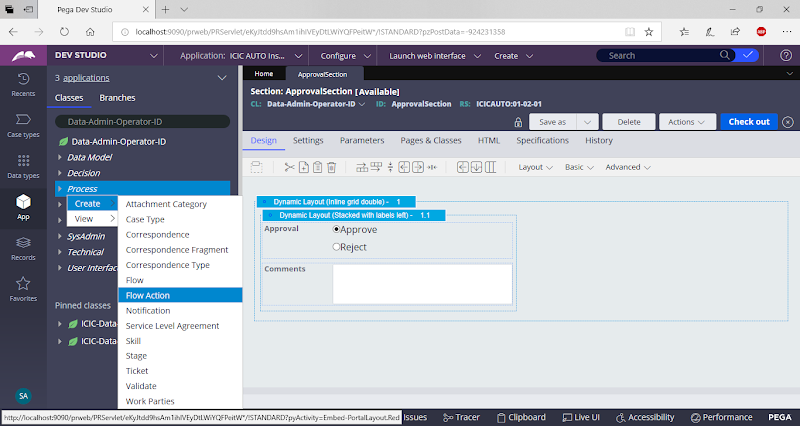 Pega Dev Studio
localhost:9090/prweb/PRServlet/eKyJtdd9hsAm1ihIVEyDtLWiYQFPeitW*/!STANDARD?pzPostData=-924231358
DEV STUDIO
Application: ICIC AUTO Ins...
Configure
Launch web interface
Create
Search
3 applications
Home
ApprovalSection
Recents
Classes
Branches
Section: ApprovalSection [Available]
CL: Data-Admin-Operator-ID
ID: ApprovalSection
RS: ICICAUTO:01-02-01
Case types
Data-Admin-Operator-ID
Save as
Delete
Actions
Check out
Data-Admin-Operator-ID
Design
Settings
Parameters
Pages & Classes
HTML
Specifications
History
Data types
Data Model
Decision
Layout
Basic
Advanced
Process
App
Create
View
Attachment Category
Case Type
Correspondence
Correspondence Fragment
Correspondence Type
Flow
Flow Action
Notification
Service Level Agreement
Skill
Stage
Ticket
Validate
Work Parties
Dynamic Layout (Inline grid double) - 1
Dynamic Layout (Stacked with labels left) - 1.1
Approval
Approve
Reject
Comments
SysAdmin
Technical
User Interface
Records
Favorites
Pinned classes
ICIC-Data-
ICIC-Data-
SA
http://localhost:9090/prweb/PRServlet/eKyJtdd9hsAm1ihIVEyDtLWiYQFPeitW*/!STANDARD?pyActivity=Embed-PortalLayout.Red
Issues
Tracer
Clipboard
Live UI
Accessibility
Performance
PEGA